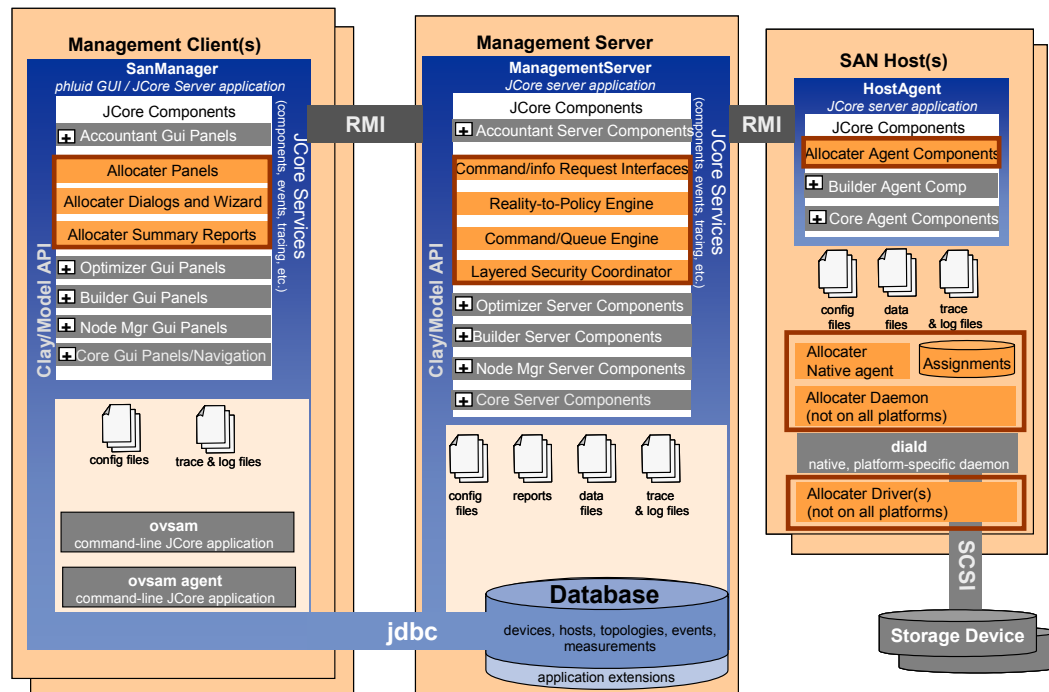 Management Client(s)
SanManager
phluid GUI / JCore Server application
JCore Components
Accountant Gui Panels
Allocater Panels
Allocater Dialogs and Wizard
Allocater Summary Reports
Optimizer Gui Panels
Builder Gui Panels
Node Mgr Gui Panels
Core Gui Panels/Navigation
Clay/Model API
JCore Services
(components, events, tracing, etc.)
config files
trace & log files
ovsam
command-line JCore application
ovsam agent
command-line JCore application
RMI
Management Server
ManagementServer
JCore server application
JCore Components
Accountant Server Components
Command/info Request Interfaces
Reality-to-Policy Engine
Command/Queue Engine
Layered Security Coordinator
Optimizer Server Components
Builder Server Components
Node Mgr Server Components
Core Server Components
Clay/Model API
JCore Services
(components, events, tracing, etc.)
config
files
reports
data
files
trace
& log files
jdbc
Database
devices, hosts, topologies, events,
measurements
application extensions
RMI
SAN Host(s)
HostAgent
JCore server application
JCore Components
Allocater Agent Components
Builder Agent Comp
Core Agent Components
config
files
data
files
trace
& log files
Allocater
Native agent
Assignments
Allocater Daemon
(not on all platforms)
diald
native, platform-specific daemon
Allocater Driver(s)
(not on all platforms)
SCSI
Storage Device